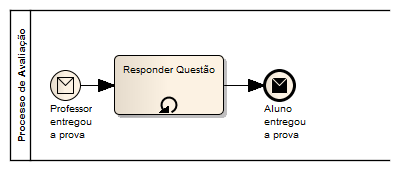 Processo de Avaliação
Responder Questão
Professor
entregou
a prova
Aluno
entregou
a prova